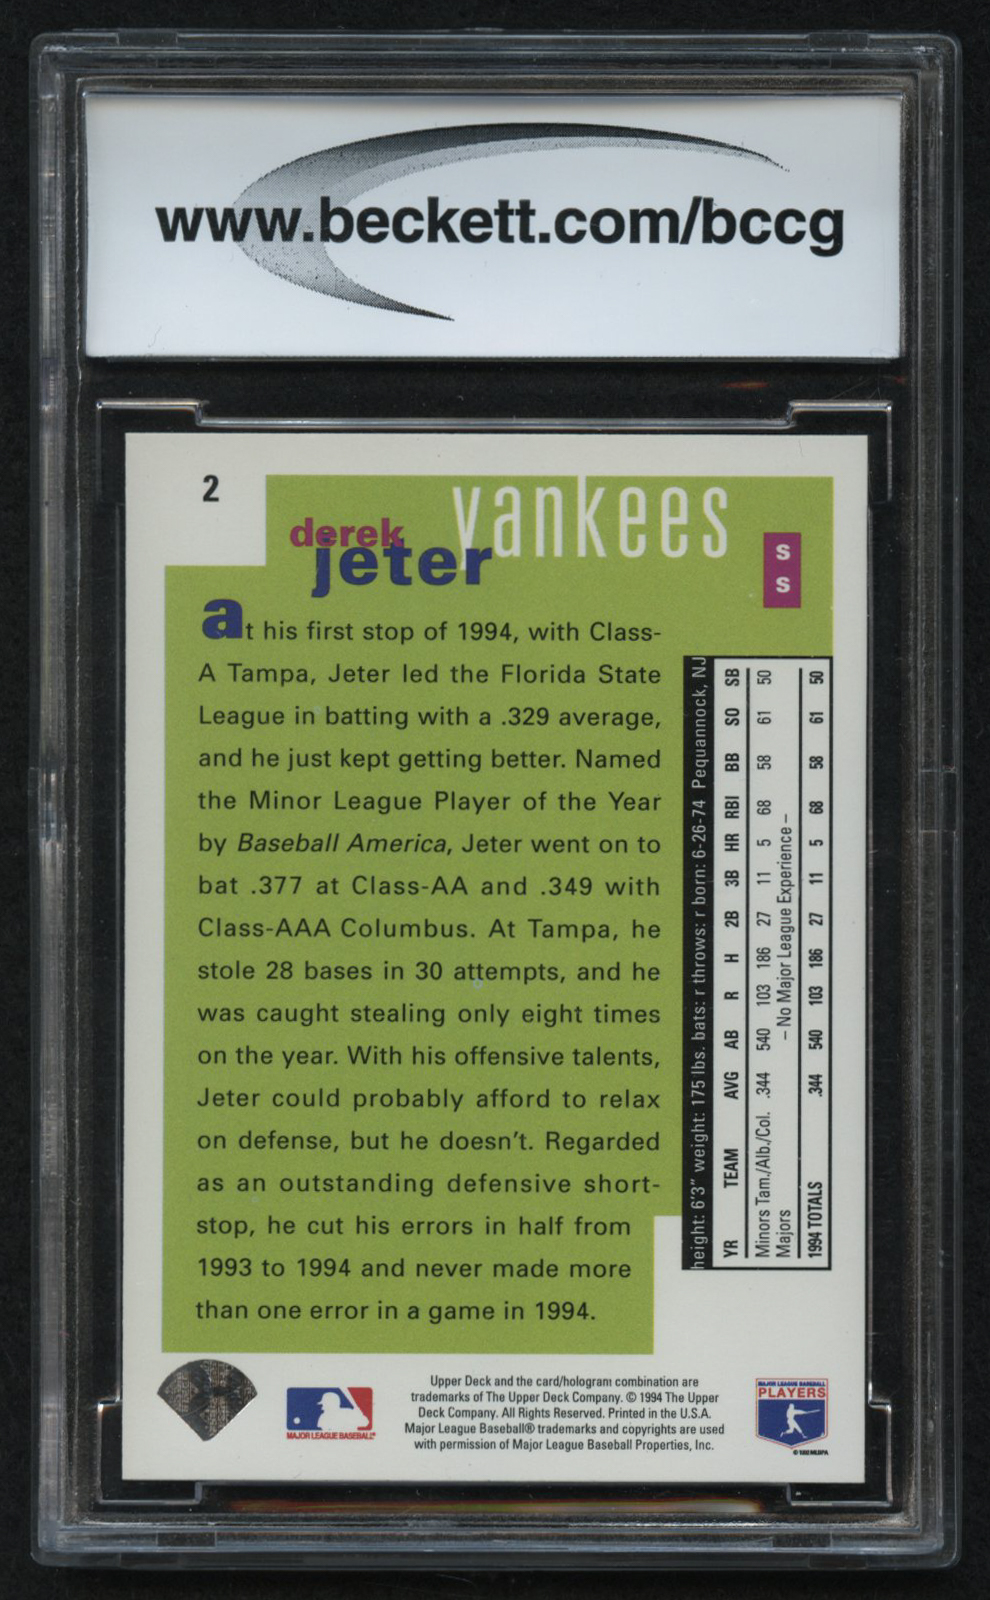 www.beckett.com/bccg
2
yankees
derek
jeter
s
s
at his first stop of 1994, with Class-
A Tampa, Jeter led the Florida State
League in batting with a .329 average,
and he just kept getting better. Named
the Minor League Player of the Year
by Baseball America, Jeter went on to
bat .377 at Class-AA and .349 with
Class-AAA Columbus. At Tampa, he
stole 28 bases in 30 attempts, and he
was caught stealing only eight times
on the year. With his offensive talents,
Jeter could probably afford to relax
on defense, but he doesn't. Regarded
as an outstanding defensive short-
stop, he cut his errors in half from
1993 to 1994 and never made more
than one error in a game in 1994.
height: 6'3" weight: 175 lbs. bats: r throws: r born: 6-26-74 Pequannock, NJ
YR TEAM AVG AB R H 2B 3B HR RBI BB SO SB
Minors Tam./Alb./Col. .344 540 103 186 27 11 5 68 58 61 50
Majors – No Major League Experience –
1994 TOTALS .344 540 103 186 27 11 5 68 58 61 50
MAJOR LEAGUE BASEBALL®
Upper Deck and the card/hologram combination are
trademarks of The Upper Deck Company. © 1994 The Upper
Deck Company. All Rights Reserved. Printed in the U.S.A.
Major League Baseball® trademarks and copyrights are used
with permission of Major League Baseball Properties, Inc.
MAJOR LEAGUE BASEBALL
PLAYERS
© 1992 MLBPA